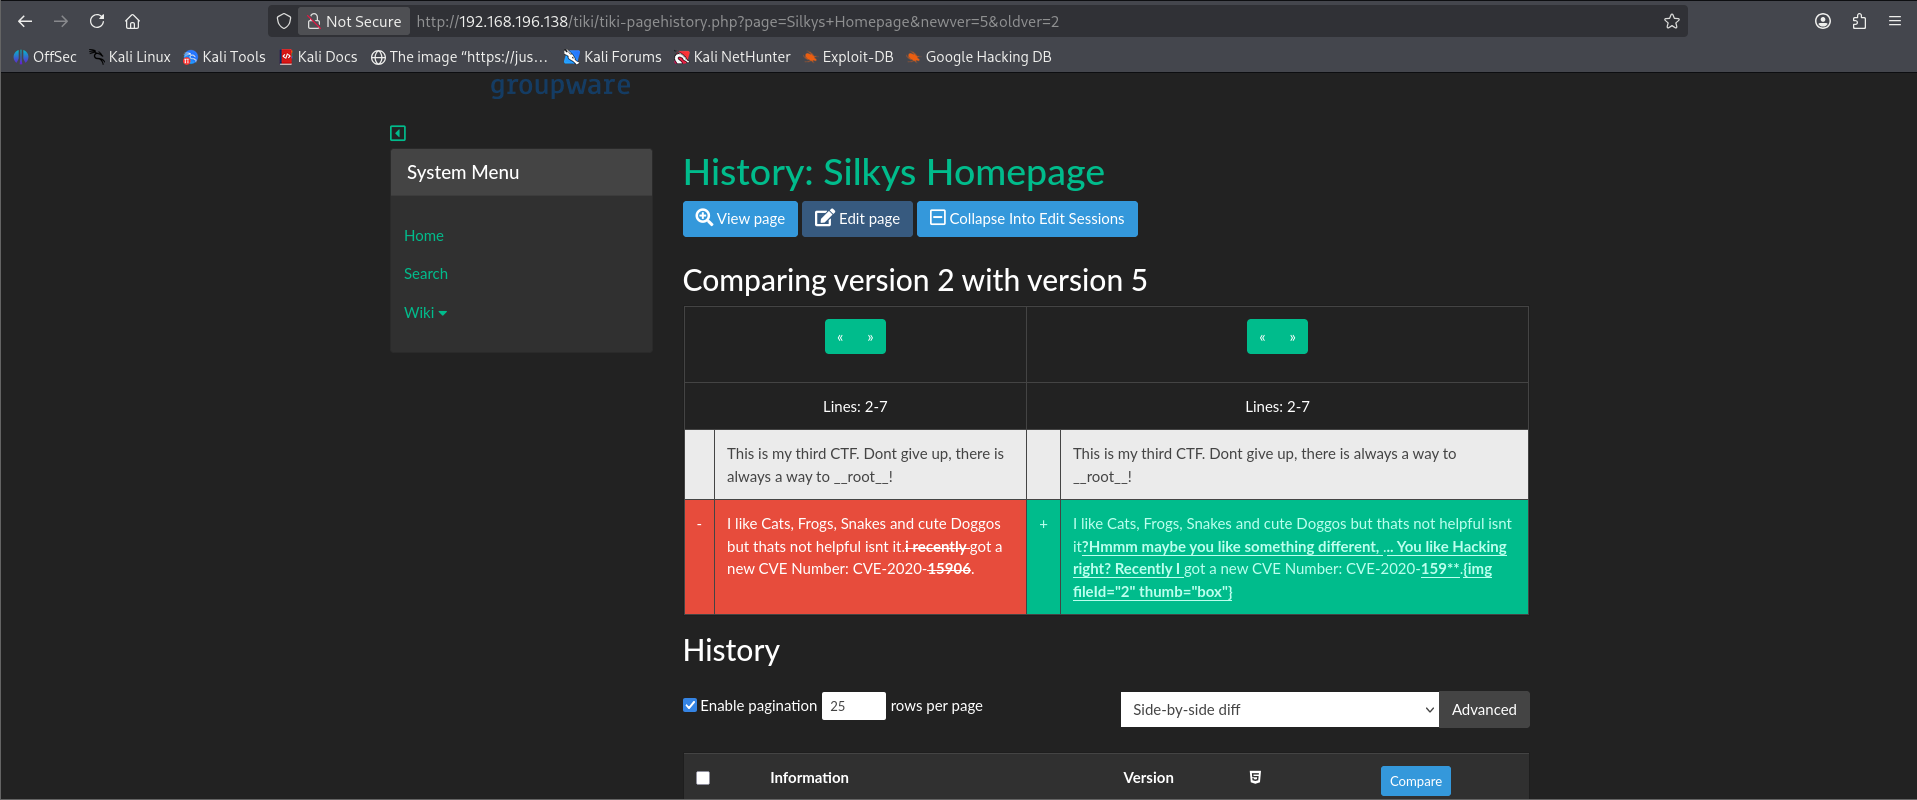 Not Secure http://192.168.196.138/tiki/tiki-pagehistory.php?page=Silkys+Homepage&newver=5&oldver=2
OffSec Kali Linux Kali Tools Kali Docs The image “https://jus… Kali Forums Kali NetHunter Exploit-DB Google Hacking DB
groupware
System Menu
Home
Search
Wiki
History: Silkys Homepage
View page Edit page Collapse Into Edit Sessions
Comparing version 2 with version 5
« » « »
Lines: 2-7 Lines: 2-7
This is my third CTF. Dont give up, there is
always a way to __root__!
This is my third CTF. Dont give up, there is always a way to
__root__!
- I like Cats, Frogs, Snakes and cute Doggos
but thats not helpful isnt it.i recently got a
new CVE Number: CVE-2020-15906.
+ I like Cats, Frogs, Snakes and cute Doggos but thats not helpful isnt
it?Hmmm maybe you like something different, ... You like Hacking
right? Recently I got a new CVE Number: CVE-2020-159**.{img
fileId="2" thumb="box"}
History
Enable pagination 25 rows per page Side-by-side diff Advanced
Information Version Compare